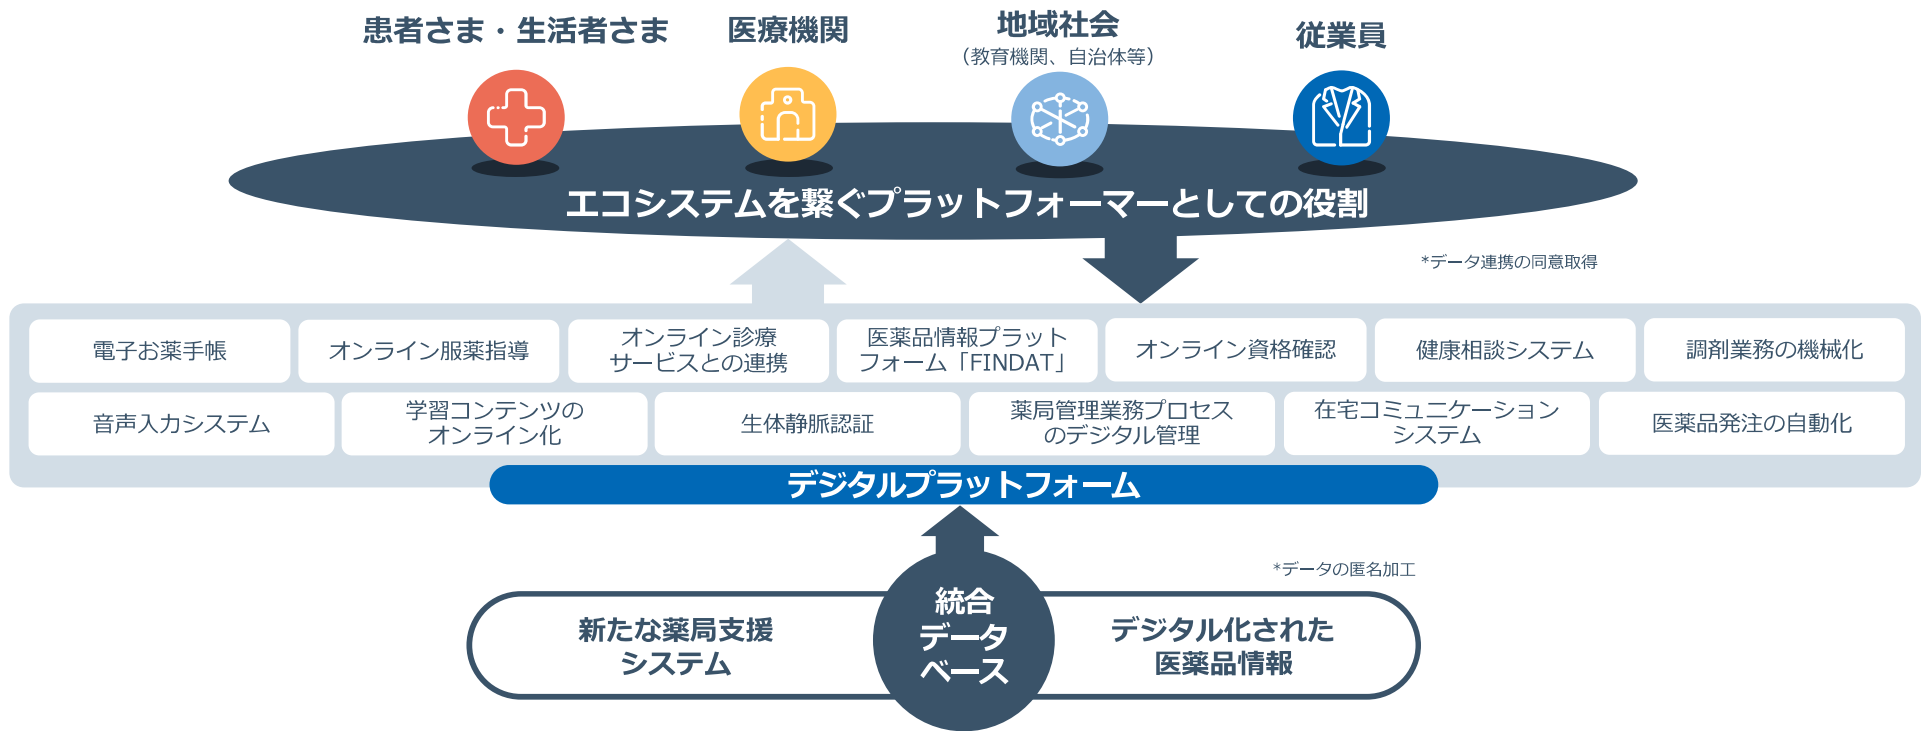 患者さま・生活者さま
医療機関
地域社会
（教育機関、自治体等）
従業員
エコシステムを繋ぐプラットフォーマーとしての役割
*データ連携の同意取得
電子お薬手帳
オンライン服薬指導
オンライン診療
サービスとの連携
医薬品情報プラット
フォーム「FINDAT」
オンライン資格確認
健康相談システム
調剤業務の機械化
音声入力システム
学習コンテンツの
オンライン化
生体静脈認証
薬局管理業務プロセス
のデジタル管理
在宅コミュニケーション
システム
医薬品発注の自動化
デジタルプラットフォーム
*データの匿名加工
統合
データ
ベース
新たな薬局支援
システム
デジタル化された
医薬品情報